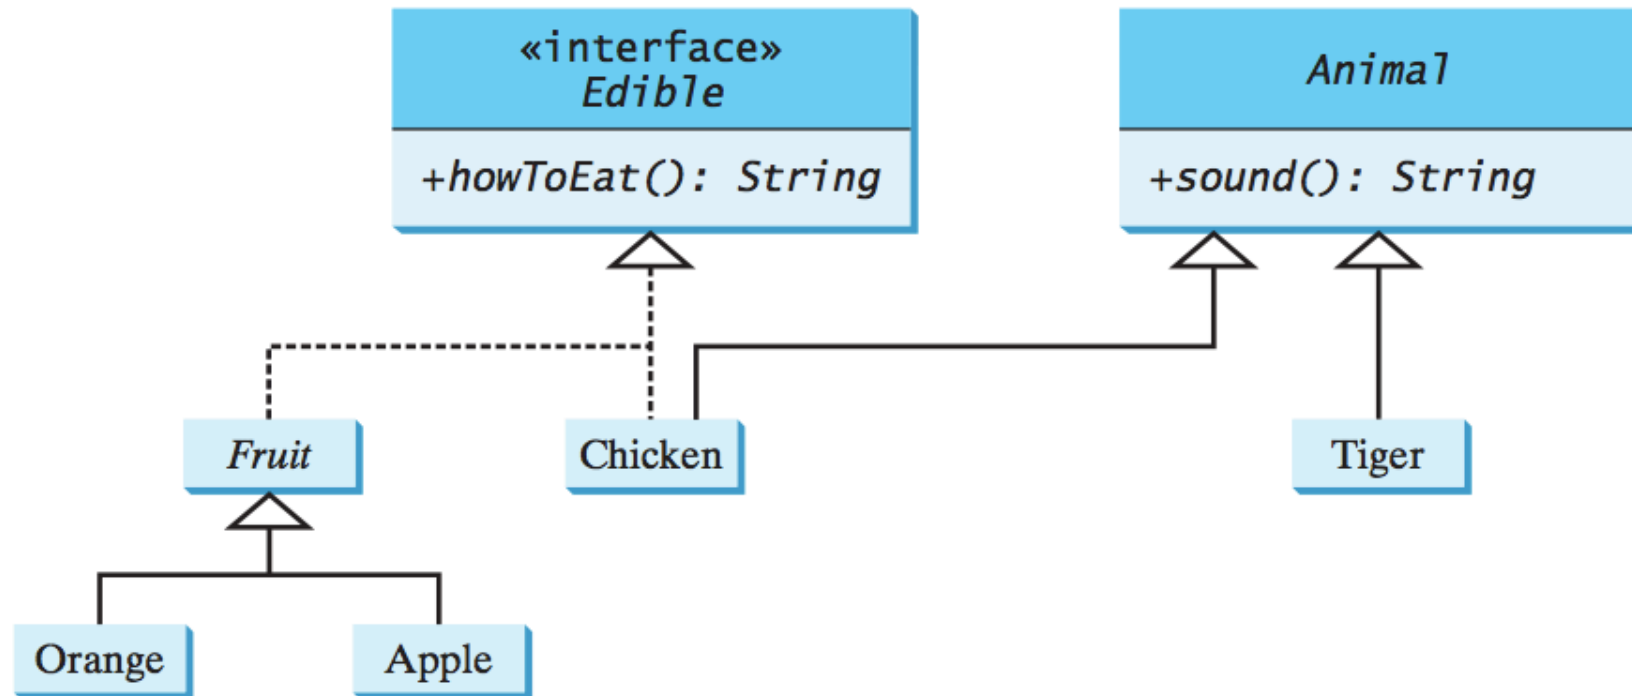 «interface»
Edible
+howToEat(): String
Animal
+sound(): String
Fruit
Chicken
Tiger
Orange
Apple